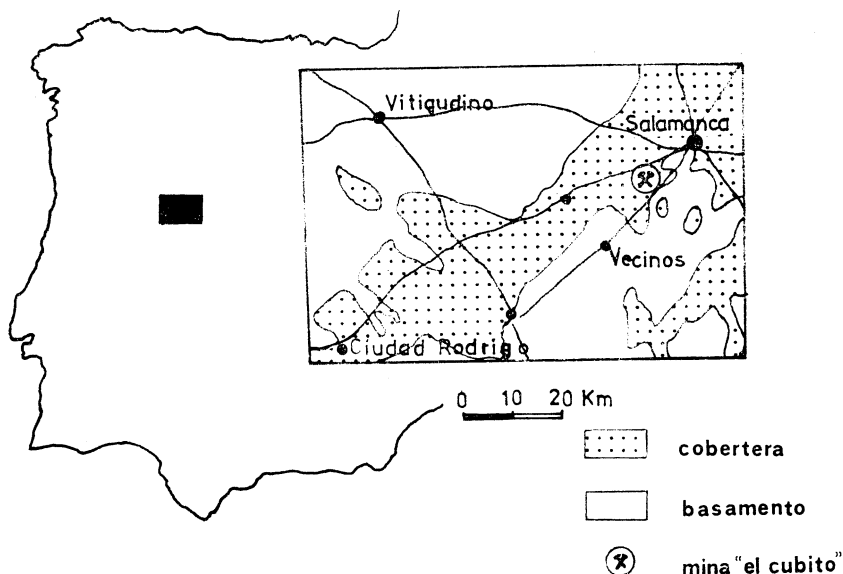 Vitigudino
Salamanca
Vecinos
Ciudad Rodrigo
0 10 20 Km
cobertera
basamento
mina "el cubito"